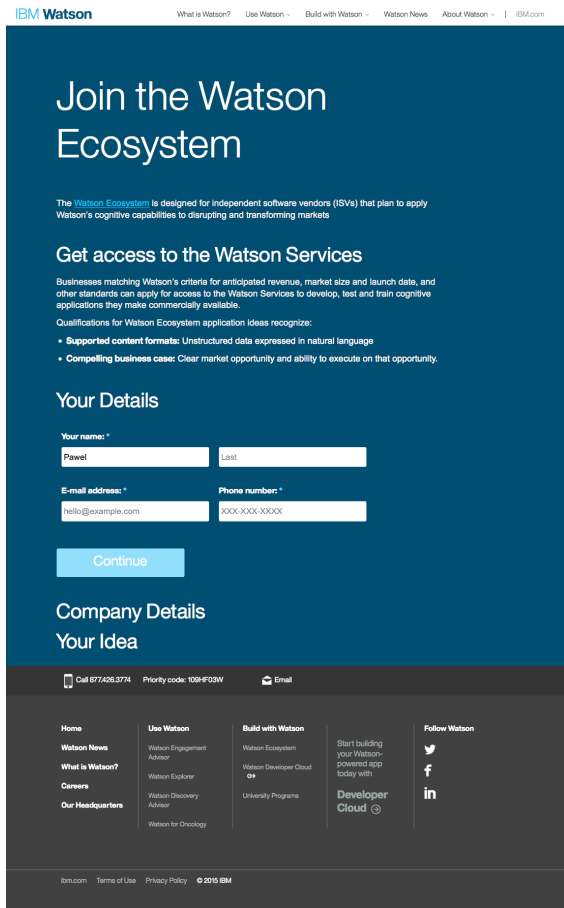 IBM Watson
What is Watson? Use Watson Build with Watson Watson News About Watson | IBM.com
Join the Watson
Ecosystem
The Watson Ecosystem is designed for independent software vendors (ISVs) that plan to apply
Watson's cognitive capabilities to disrupting and transforming markets
Get access to the Watson Services
Businesses matching Watson's criteria for anticipated revenue, market size and launch date, and
other standards can apply for access to the Watson Services to develop, test and train cognitive
applications they make commercially available.
Qualifications for Watson Ecosystem application ideas recognize:
• Supported content formats: Unstructured data expressed in natural language
• Compelling business case: Clear market opportunity and ability to execute on that opportunity.
Your Details
Your name: *
Pawel Last
E-mail address: * Phone number: *
hello@example.com XXX-XXX-XXXX
Continue
Company Details
Your Idea
Call 877.426.3774 Priority code: 109HF03W Email
Home
Watson News
What is Watson?
Careers
Our Headquarters
Use Watson
Watson Engagement
Advisor
Watson Explorer
Watson Discovery
Advisor
Watson for Oncology
Build with Watson
Watson Ecosystem
Watson Developer Cloud
University Programs
Start building
your Watson-
powered app
today with
Developer
Cloud
Follow Watson
ibm.com Terms of Use Privacy Policy © 2015 IBM